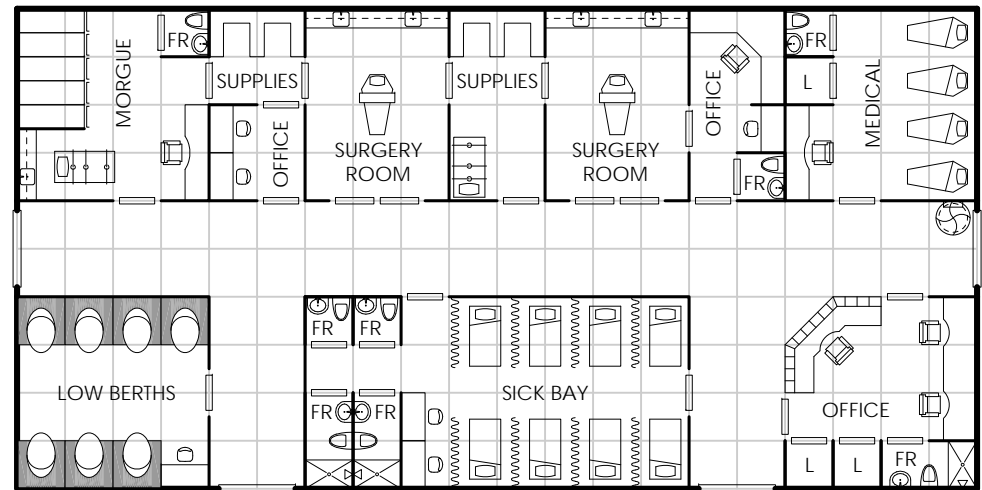 FR
FR
MORGUE
SUPPLIES
SUPPLIES
OFFICE
L
MEDICAL
OFFICE
SURGERY
ROOM
SURGERY
ROOM
FR
FR
FR
LOW BERTHS
SICK BAY
FR
FR
OFFICE
L
L
FR